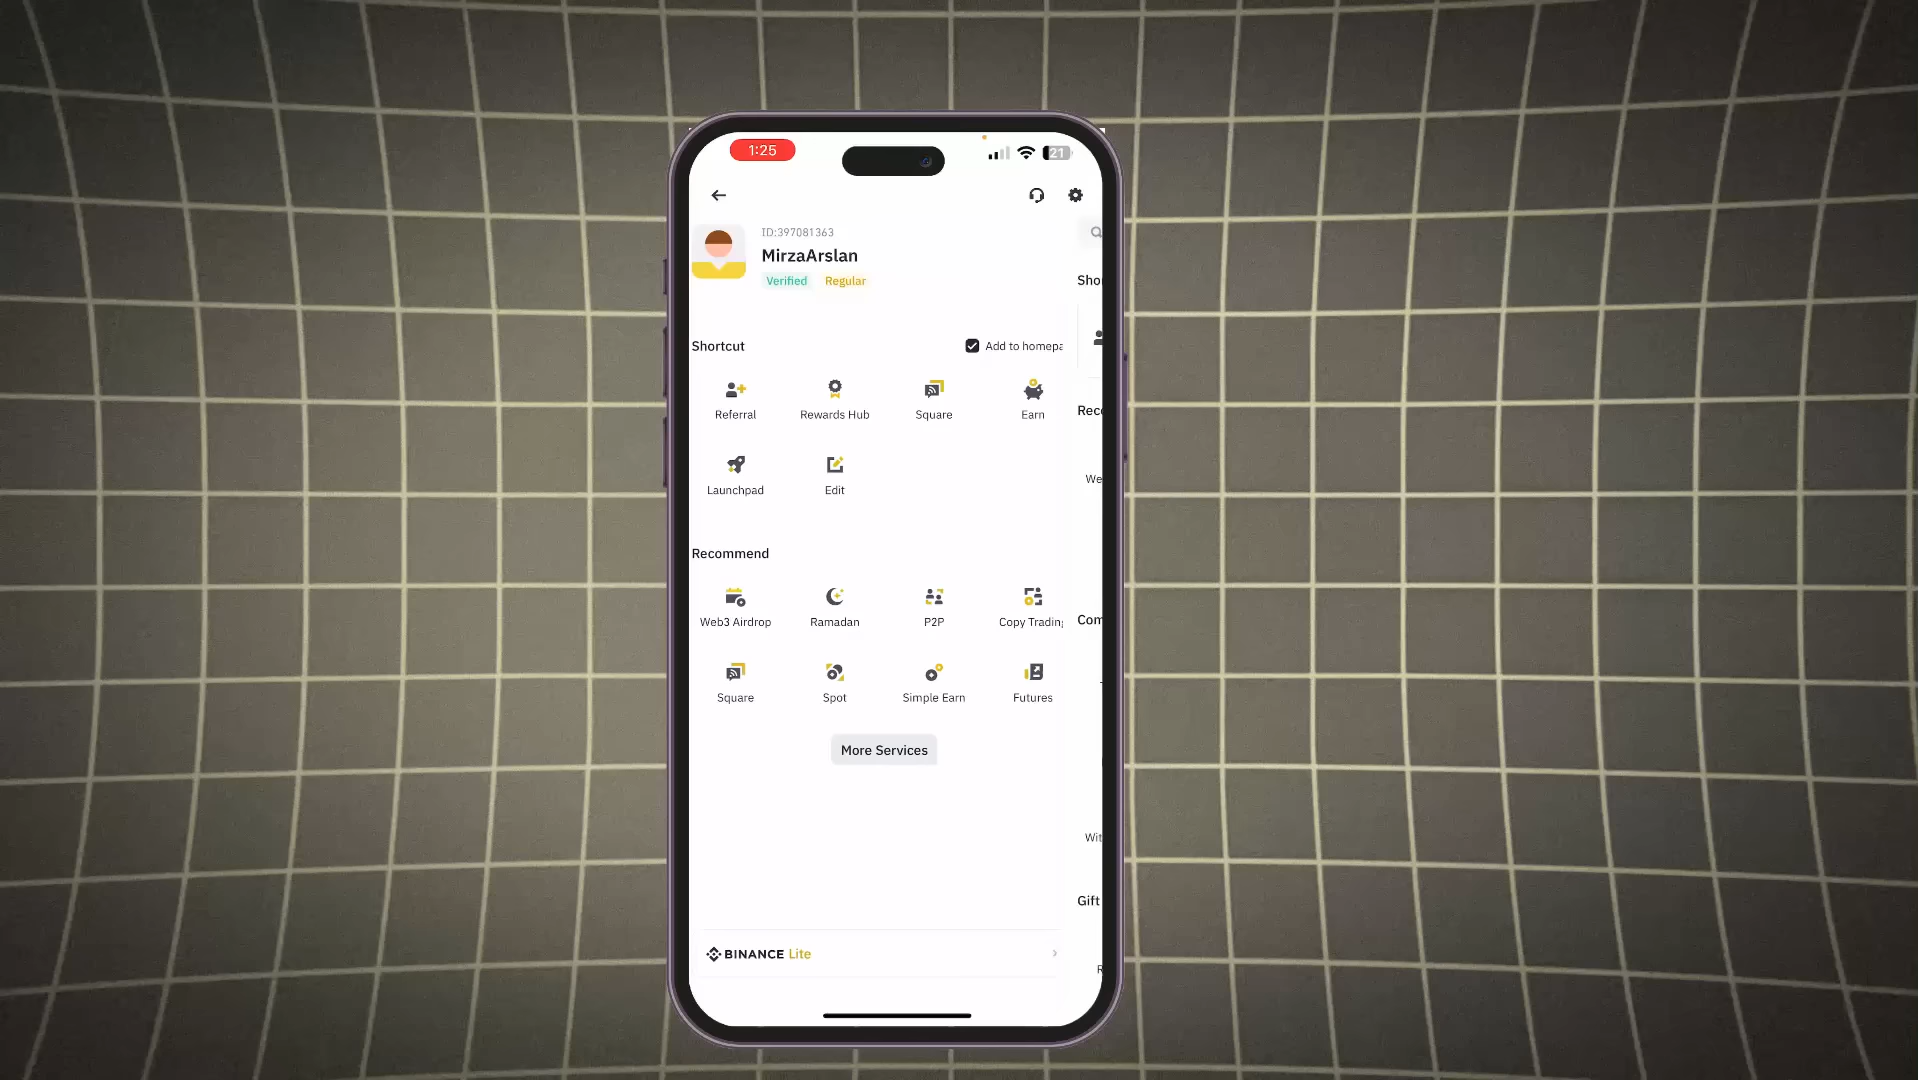 1:25
21
ID:397081363
MirzaArslan
Verified Regular
Shortcut
Add to homepa
Referral Rewards Hub Square Earn
Launchpad Edit
Recommend
Web3 Airdrop Ramadan P2P Copy Trading
Square Spot Simple Earn Futures
More Services
BINANCE Lite
Sho
Rec
We
Com
Wit
Gift
R